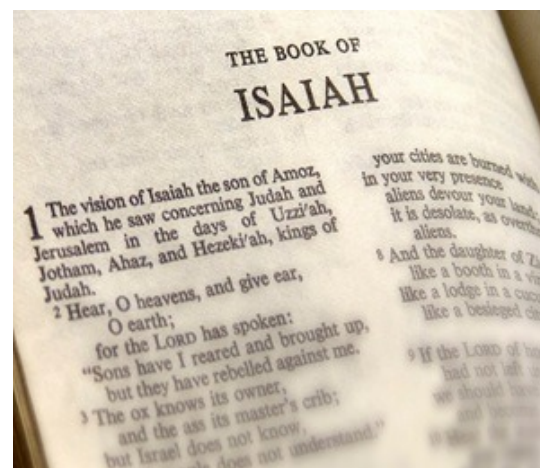 THE BOOK OF
ISAIAH
1 The vision of Isaiah the son of Amoz,
which he saw concerning Judah and
Jerusalem in the days of Uzzi'ah,
Jotham, Ahaz, and Hezeki'ah, kings of
Judah.
2 Hear, O heavens, and give ear,
O earth;
for the LORD has spoken:
"Sons have I reared and brought up,
but they have rebelled against me.
3 The ox knows its owner,
and the ass its master's crib;
but Israel does not know,
does not understand."
your cities are burned with
in your very presence
aliens devour your land;
it is desolate, as
aliens.
8 And the daughter of
like a booth in a
like a lodge in a
like a besieged
9 If the LORD of
had not left
we should